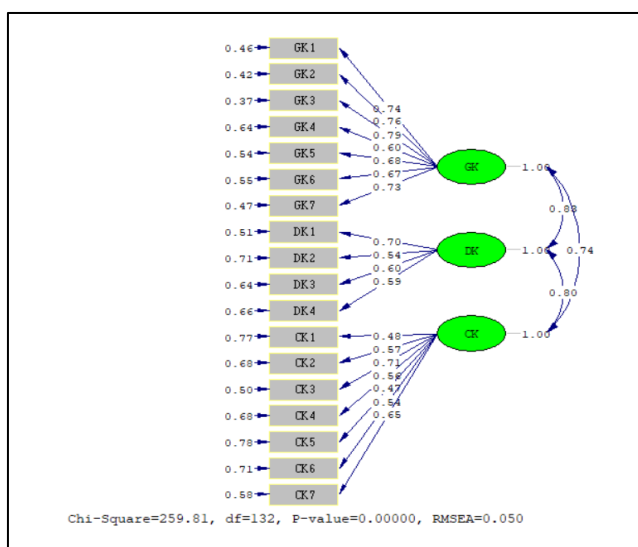 0.46 GK1
0.42 GK2
0.37 GK3
0.64 GK4
0.54 GK5
0.55 GK6
0.47 GK7
0.51 DK1
0.71 DK2
0.64 DK3
0.66 DK4
0.77 CK1
0.68 CK2
0.50 CK3
0.68 CK4
0.78 CK5
0.71 CK6
0.58 CK7
0.74
0.76
0.79
0.60
0.68
0.67
0.73
0.70
0.54
0.60
0.59
0.48
0.57
0.71
0.56
0.47
0.54
0.65
GK 1.00
DK 1.00
CK 1.00
0.88
0.74
0.80
Chi-Square=259.81, df=132, P-value=0.00000, RMSEA=0.050